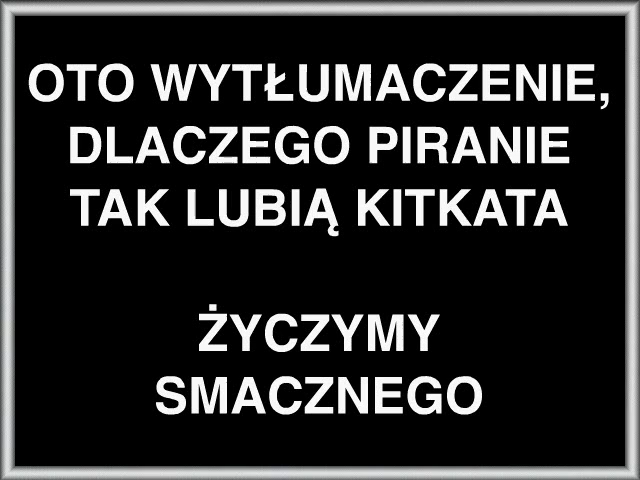 OTO WYTŁUMACZENIE,
DLACZEGO PIRANIE
TAK LUBIĄ KITKATA
ŻYCZYMY
SMACZNEGO